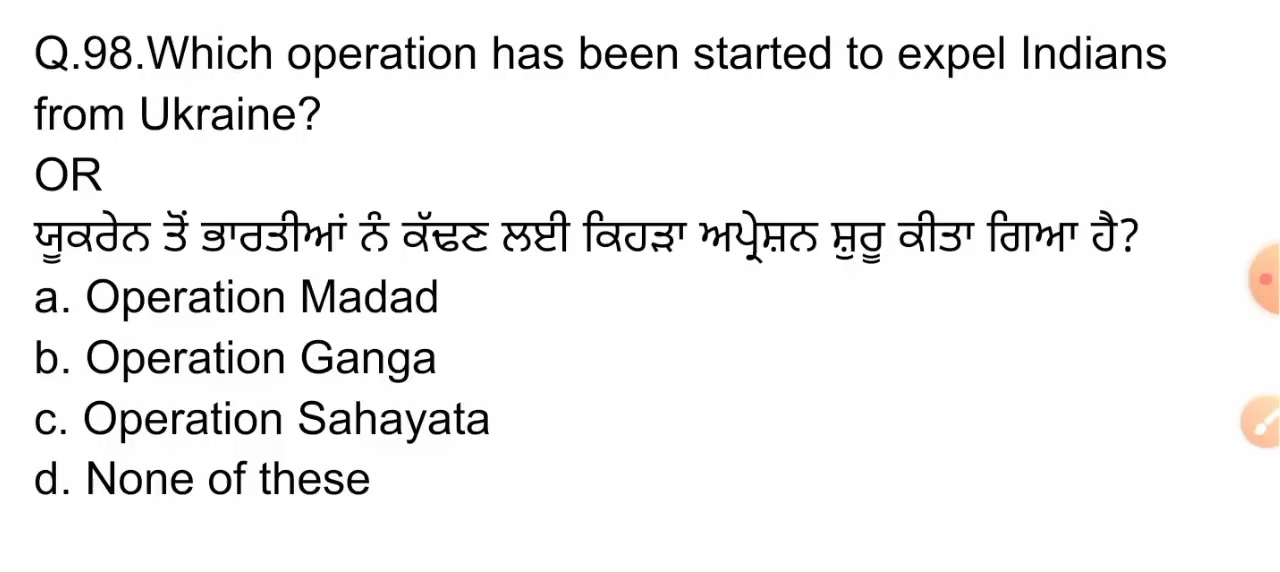 Q.98.Which operation has been started to expel Indians
from Ukraine?
OR
ਯੂਕਰੇਨ ਤੋਂ ਭਾਰਤੀਆਂ ਨੰ ਕੱਢਣ ਲਈ ਕਿਹੜਾ ਅਪ੍ਰੇਸ਼ਨ ਸ਼ੁਰੂ ਕੀਤਾ ਗਿਆ ਹੈ?
a. Operation Madad
b. Operation Ganga
c. Operation Sahayata
d. None of these